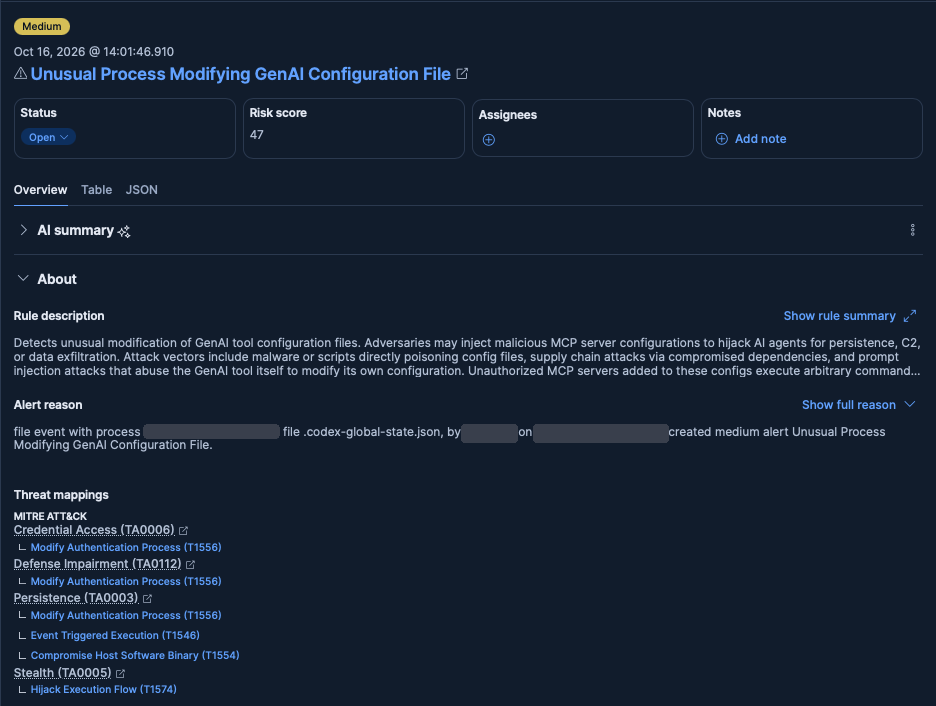 Medium
Oct 16, 2026 @ 14:01:46.910
Unusual Process Modifying GenAI Configuration File
Status
Risk score
Assignees
Notes
Open
47
Add note
Overview Table JSON
AI summary
About
Rule description
Show rule summary
Detects unusual modification of GenAI tool configuration files. Adversaries may inject malicious MCP server configurations to hijack AI agents for persistence, C2,
or data exfiltration. Attack vectors include malware or scripts directly poisoning config files, supply chain attacks via compromised dependencies, and prompt
injection attacks that abuse the GenAI tool itself to modify its own configuration. Unauthorized MCP servers added to these configs execute arbitrary command...
Alert reason
Show full reason
file event with process file .codex-global-state.json, by on created medium alert Unusual Process
Modifying GenAI Configuration File.
Threat mappings
MITRE ATT&CK
Credential Access (TA0006)
Modify Authentication Process (T1556)
Defense Impairment (TA0112)
Modify Authentication Process (T1556)
Persistence (TA0003)
Modify Authentication Process (T1556)
Event Triggered Execution (T1546)
Compromise Host Software Binary (T1554)
Stealth (TA0005)
Hijack Execution Flow (T1574)